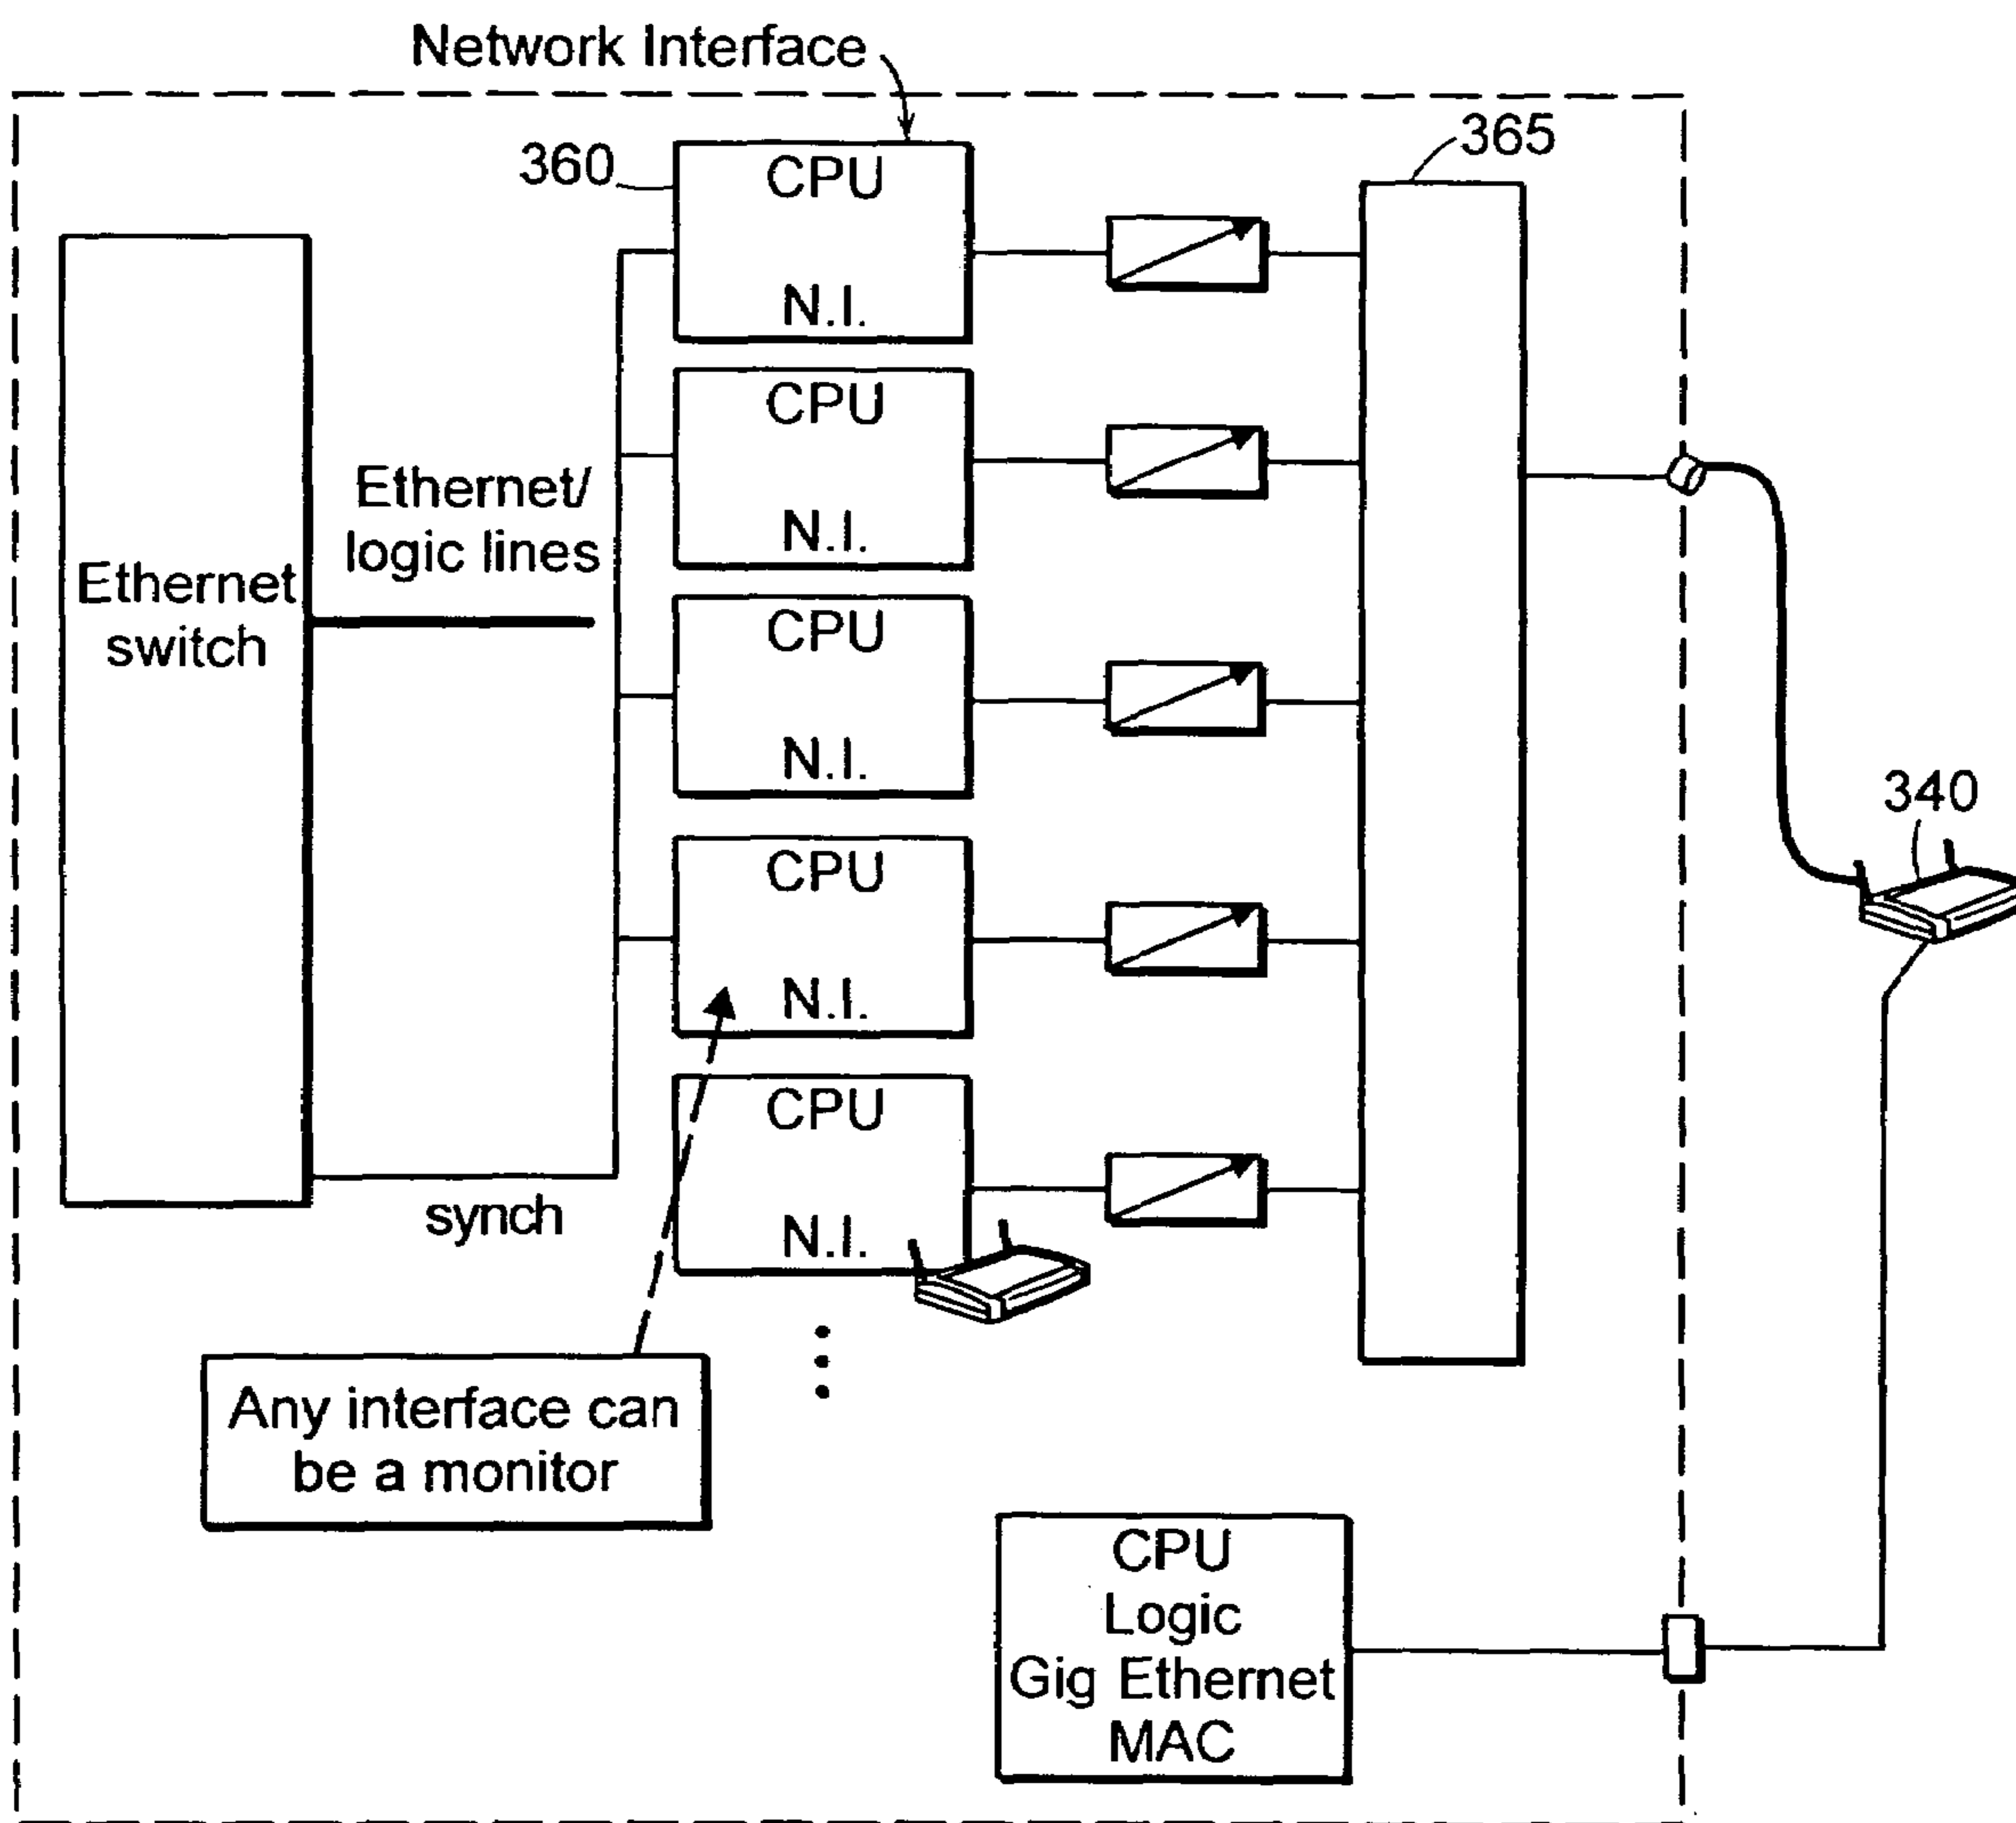 Network Interface
360
365
CPU
N.I.
CPU
N.I.
Ethernet/
logic lines
Ethernet
switch
CPU
N.I.
340
CPU
N.I.
CPU
N.I.
synch
Any interface can
be a monitor
CPU
Logic
Gig Ethernet
MAC